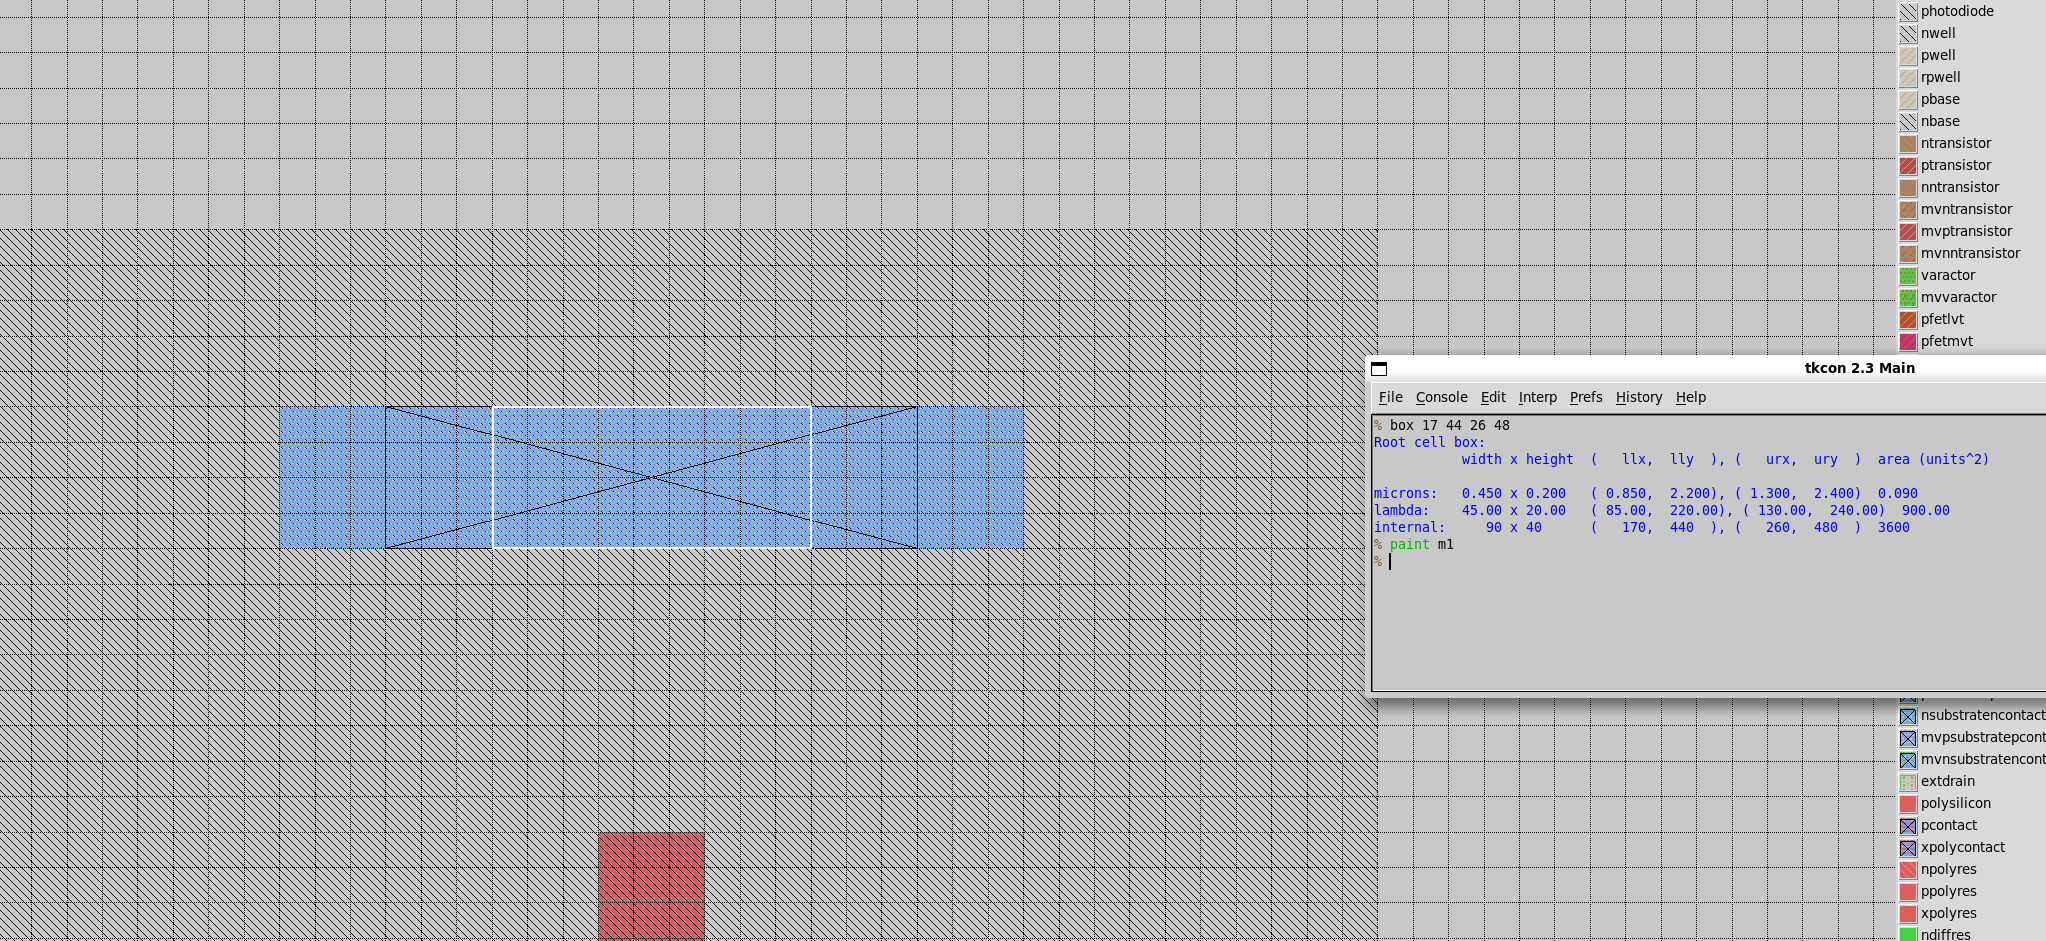 photodiode
nwell
pwell
rpwell
pbase
nbase
ntransistor
ptransistor
nntransistor
mvntransistor
mvptransistor
mvnntransistor
varactor
mvvaractor
pfetlvt
pfetmvt
tkcon 2.3 Main
File Console Edit Interp Prefs History Help
% box 17 44 26 48
Root cell box:
width x height ( llx, lly ), ( urx, ury ) area (units^2)
microns: 0.450 x 0.200 ( 0.850, 2.200), ( 1.300, 2.400) 0.090
lambda: 45.00 x 20.00 ( 85.00, 220.00), ( 130.00, 240.00) 900.00
internal: 90 x 40 ( 170, 440 ), ( 260, 480 ) 3600
% paint m1
%
nsubstratencontact
mvpsubstratepcont
mvnsubstratencont
extdrain
polysilicon
pcontact
xpolycontact
npolyres
ppolyres
xpolyres
ndiffres